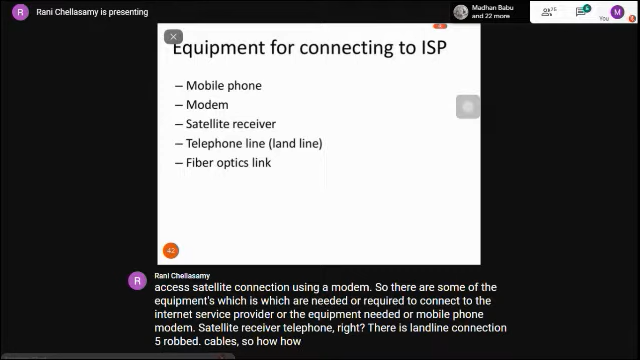 R Rani Chellasamy is presenting
Madhan Babu
and 22 more
26
6
You
M
Equipment for connecting to ISP
– Mobile phone
– Modem
– Satellite receiver
– Telephone line (land line)
– Fiber optics link
42
R
Rani Chellasamy
access satellite connection using a modem. So there are some of the
equipment's which is which are needed or required to connect to the
internet service provider or the equipment needed or mobile phone
modem. Satellite receiver telephone, right? There is landline connection
5 robbed. cables, so how how